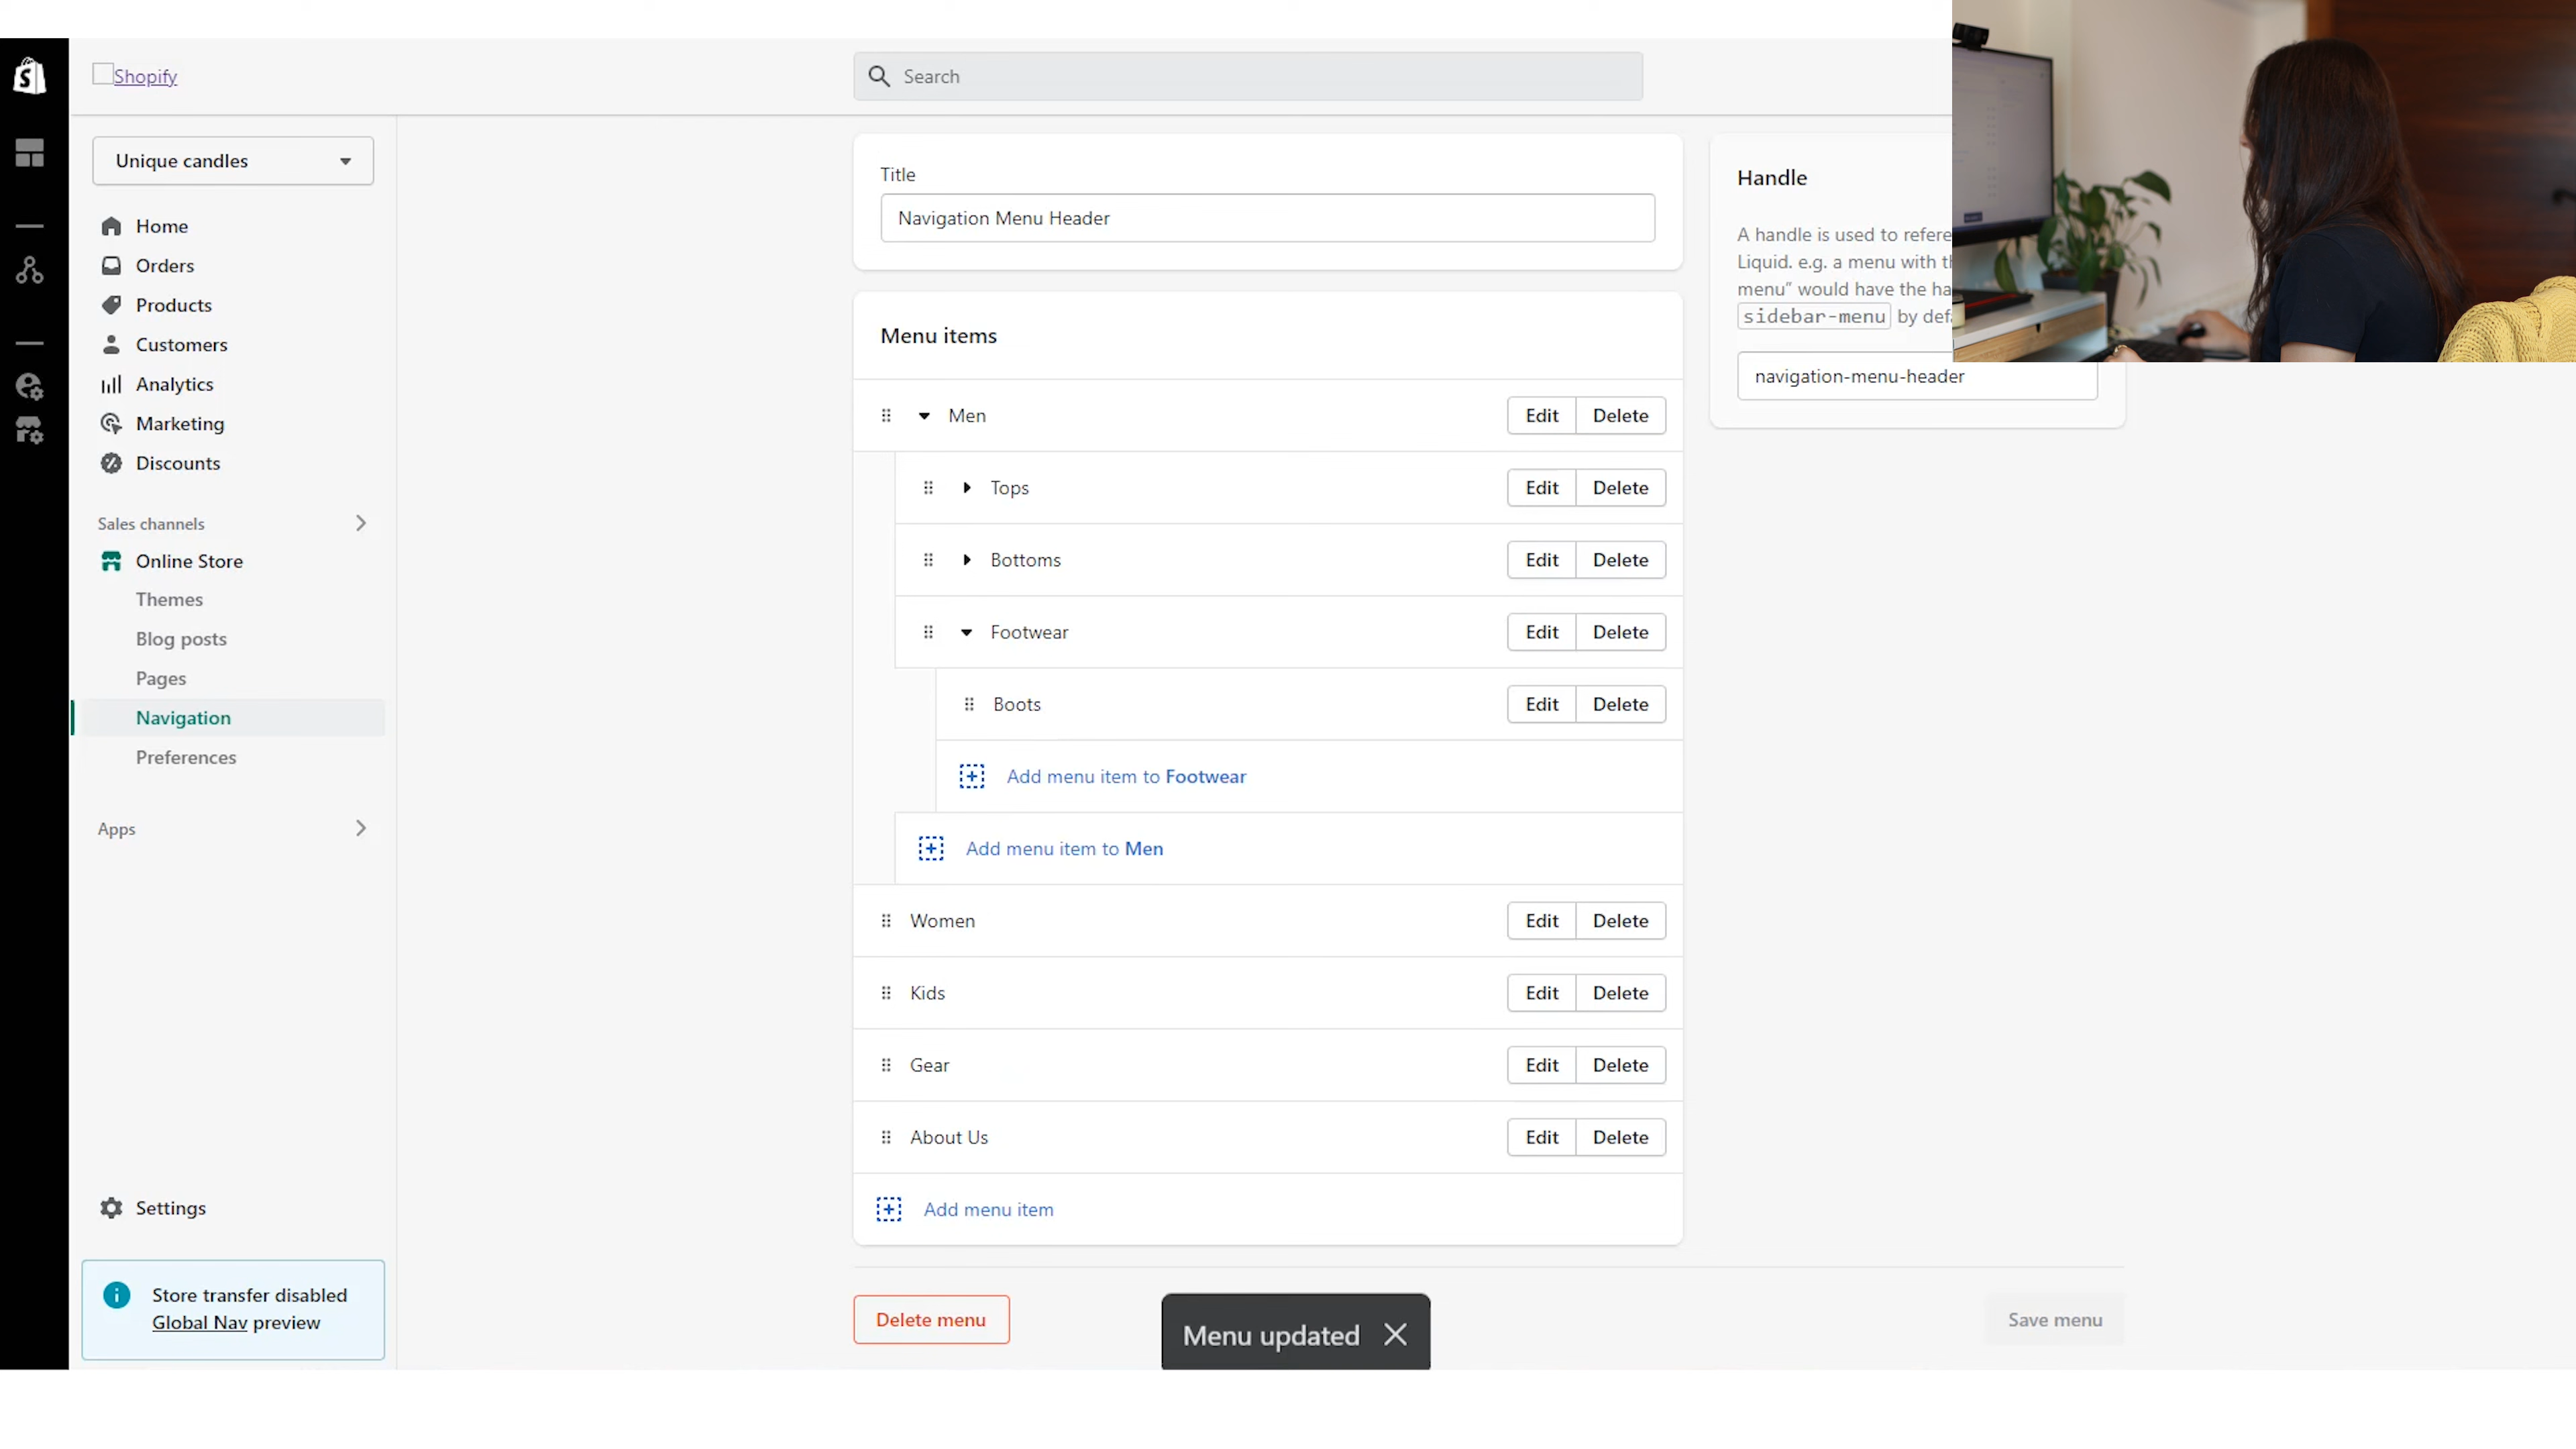 Shopify
Search
Unique candles
Home
Orders
Products
Customers
Analytics
Marketing
Discounts
Sales channels
Online Store
Themes
Blog posts
Pages
Navigation
Preferences
Apps
Settings
Store transfer disabled
Global Nav preview
Title
Navigation Menu Header
Menu items
Men Edit Delete
Tops Edit Delete
Bottoms Edit Delete
Footwear Edit Delete
Boots Edit Delete
Add menu item to Footwear
Add menu item to Men
Women Edit Delete
Kids Edit Delete
Gear Edit Delete
About Us Edit Delete
Add menu item
Delete menu
Menu updated
Save menu
Handle
A handle is used to
Liquid. e.g. a menu with
menu” would have the
sidebar-menu by
navigation-menu-header